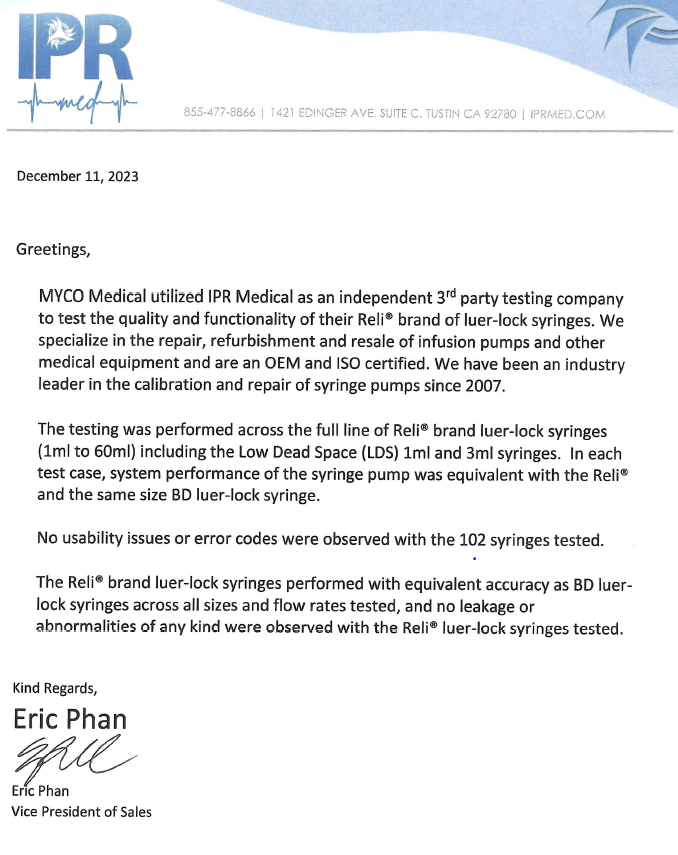 IPR
med
855-477-8866 | 1421 EDINGER AVE. SUITE C, TUSTIN CA 92780 | IPRMED.COM
December 11, 2023
Greetings,
MYCO Medical utilized IPR Medical as an independent 3rd party testing company
to test the quality and functionality of their Reli® brand of luer-lock syringes. We
specialize in the repair, refurbishment and resale of infusion pumps and other
medical equipment and are an OEM and ISO certified. We have been an industry
leader in the calibration and repair of syringe pumps since 2007.
The testing was performed across the full line of Reli® brand luer-lock syringes
(1ml to 60ml) including the Low Dead Space (LDS) 1ml and 3ml syringes. In each
test case, system performance of the syringe pump was equivalent with the Reli®
and the same size BD luer-lock syringe.
No usability issues or error codes were observed with the 102 syringes tested.
The Reli® brand luer-lock syringes performed with equivalent accuracy as BD luer-
lock syringes across all sizes and flow rates tested, and no leakage or
abnormalities of any kind were observed with the Reli® luer-lock syringes tested.
Kind Regards,
Eric Phan
Eric Phan
Vice President of Sales